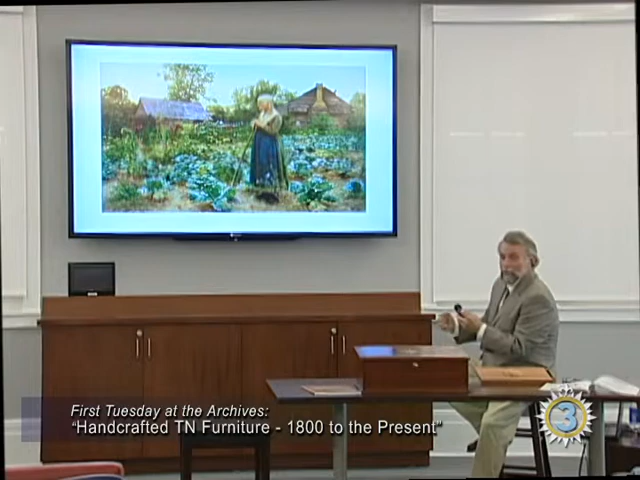 First Tuesday at the Archives:
"Handcrafted TN Furniture - 1800 to the Present"
3